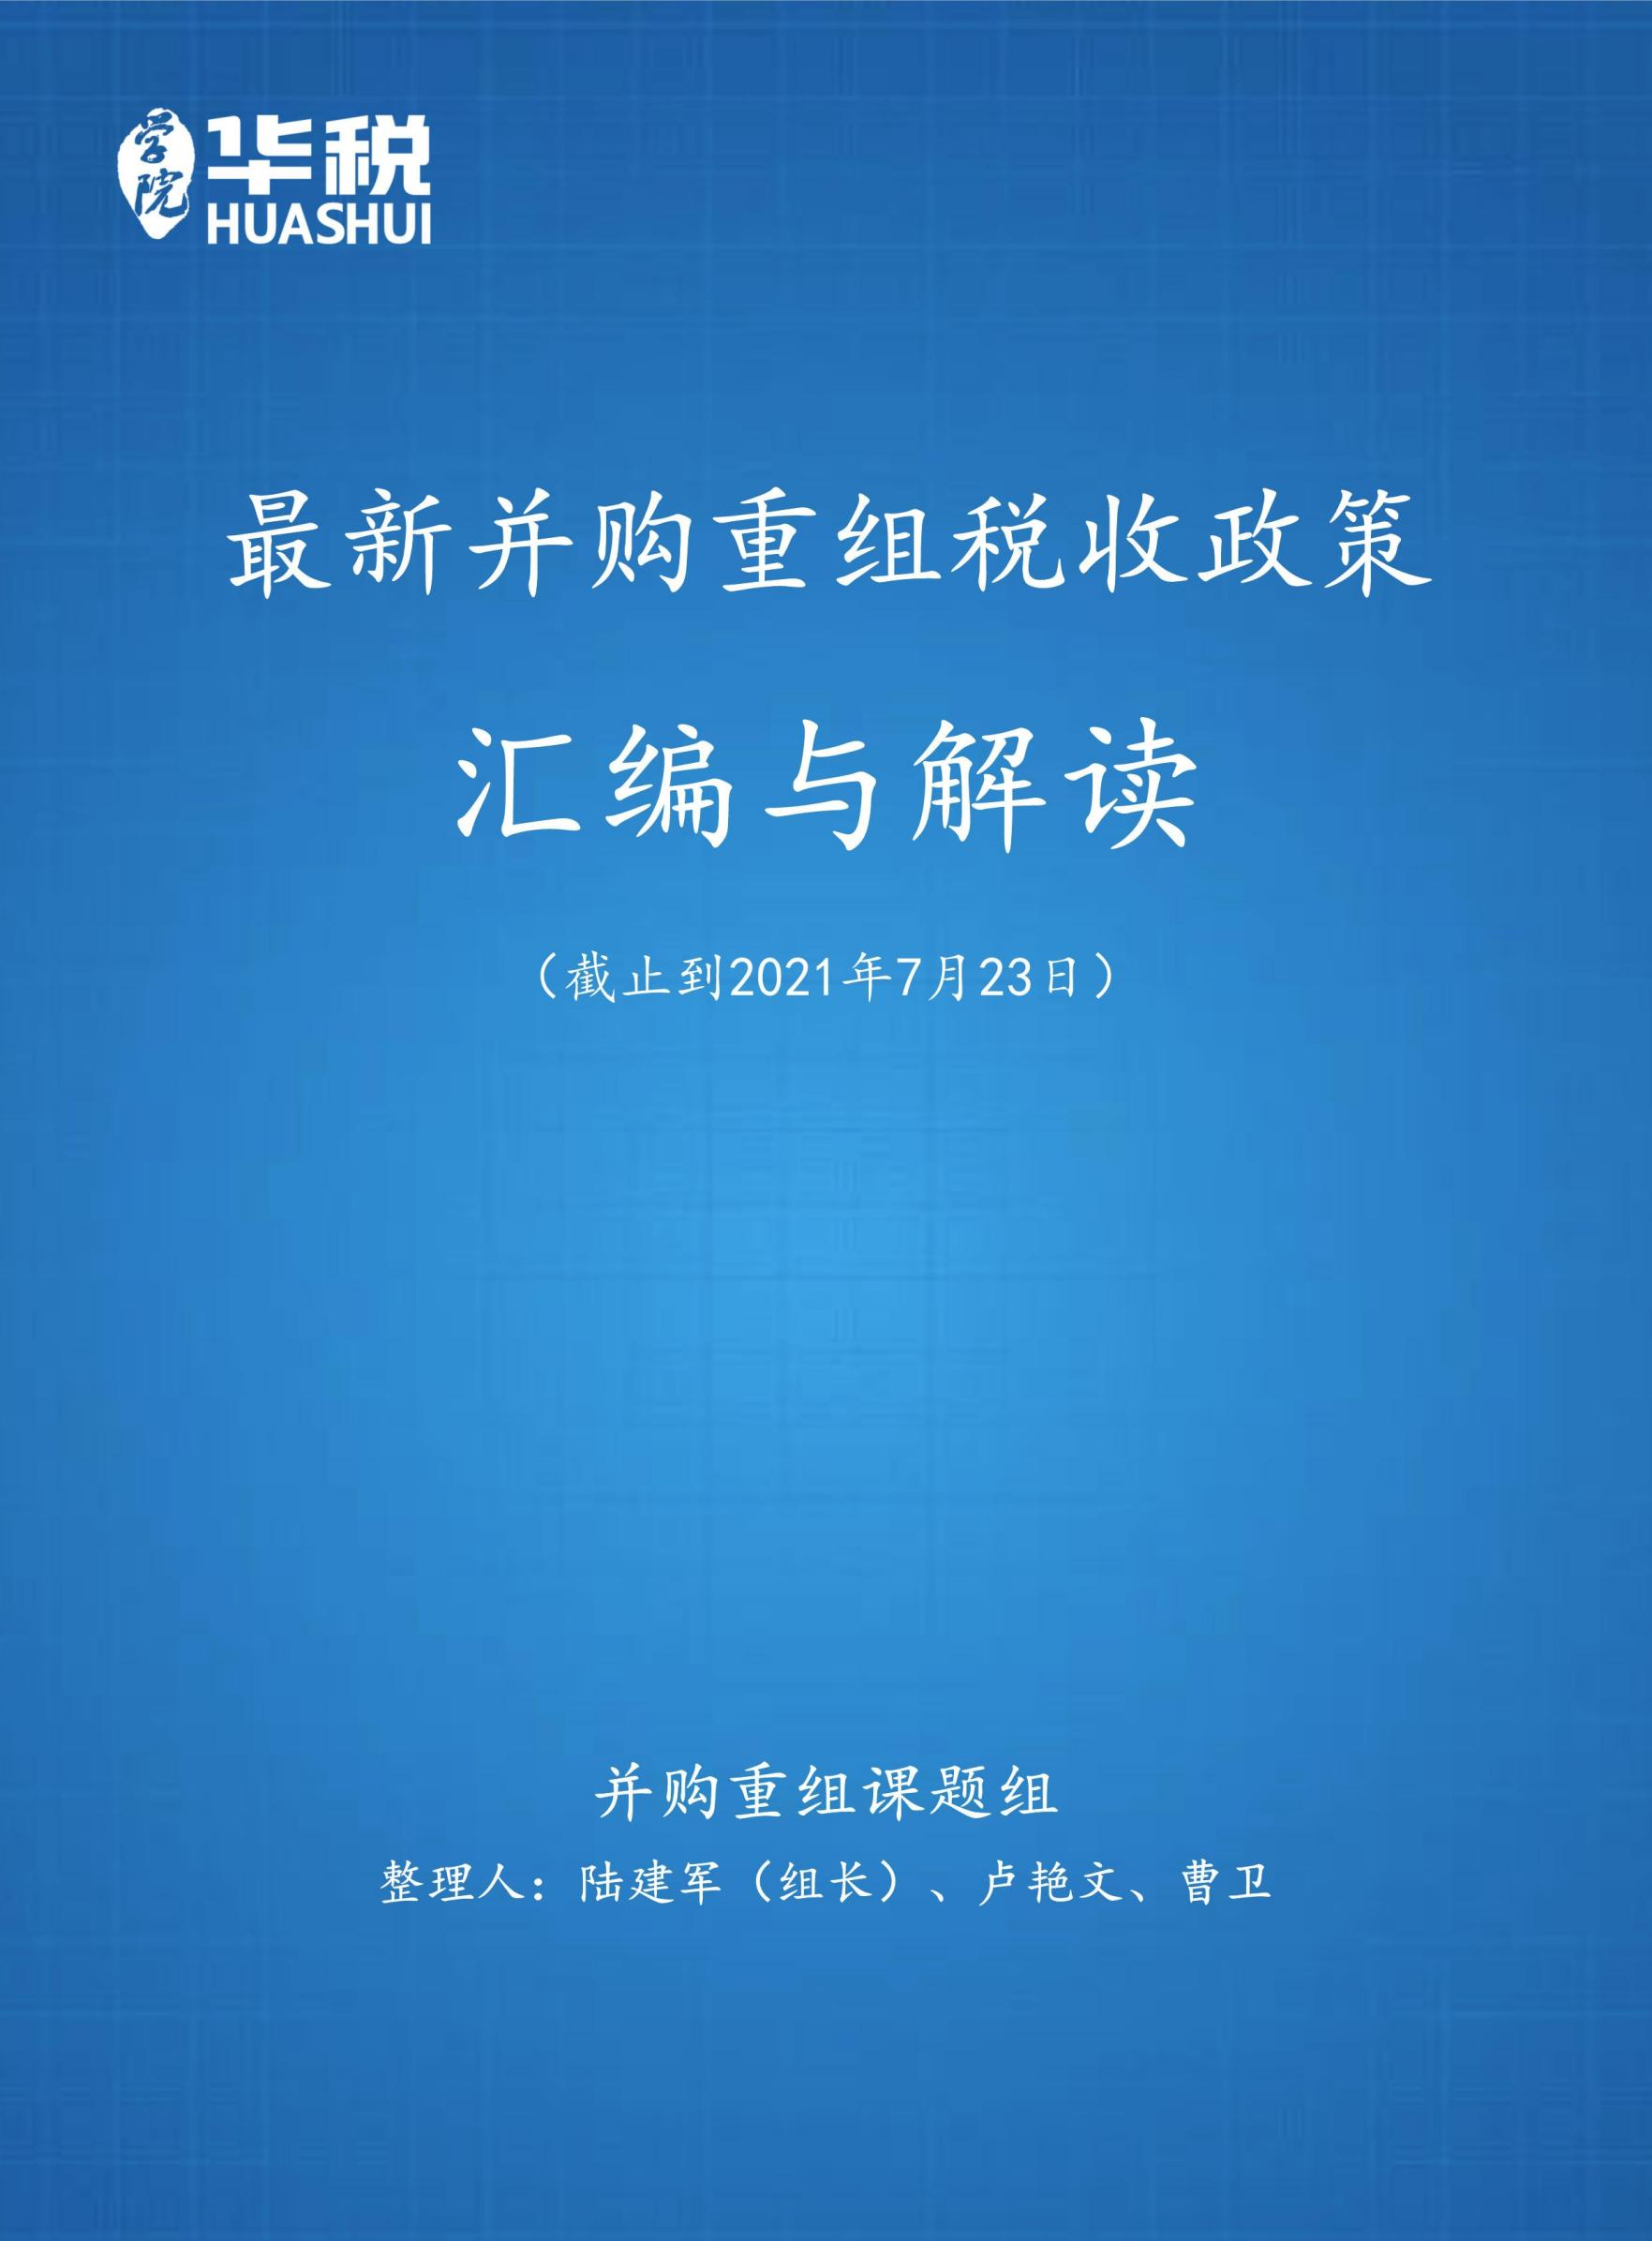 学院
华税
HUASHUI
最新并购重组税收政策
汇编与解读
（截止到2021年7月23日）
并购重组课题组
整理人：陆建军（组长）、卢艳文、曹卫